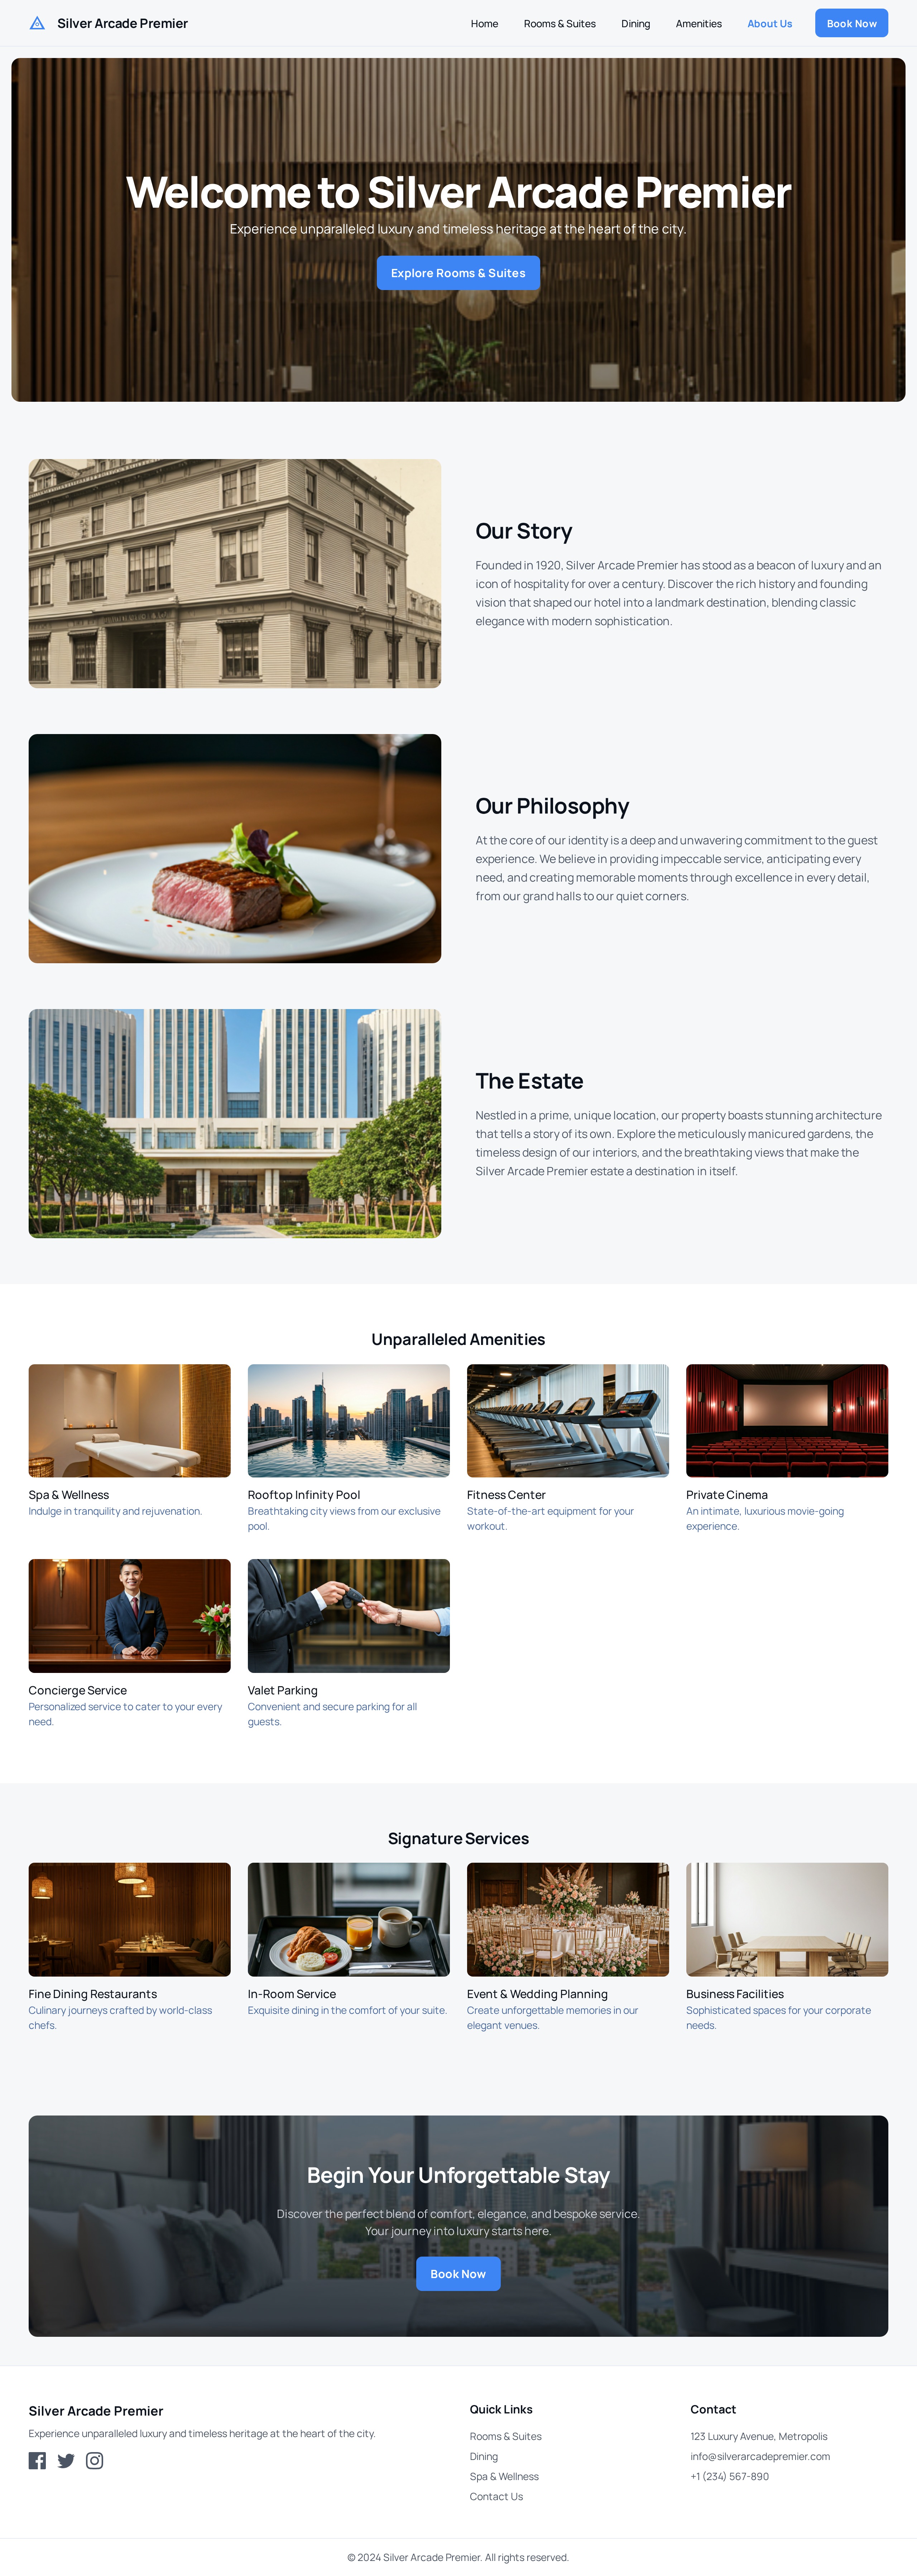 Silver Arcade Premier
Home
Rooms & Suites
Dining
Amenities
About Us
Book Now
Welcome to Silver Arcade Premier
Experience unparalleled luxury and timeless heritage at the heart of the city.
Explore Rooms & Suites
Our Story
Founded in 1920, Silver Arcade Premier has stood as a beacon of luxury and an
icon of hospitality for over a century. Discover the rich history and founding
vision that shaped our hotel into a landmark destination, blending classic
elegance with modern sophistication.
Our Philosophy
At the core of our identity is a deep and unwavering commitment to the guest
experience. We believe in providing impeccable service, anticipating every
need, and creating memorable moments through excellence in every detail,
from our grand halls to our quiet corners.
The Estate
Nestled in a prime, unique location, our property boasts stunning architecture
that tells a story of its own. Explore the meticulously manicured gardens, the
timeless design of our interiors, and the breathtaking views that make the
Silver Arcade Premier estate a destination in itself.
Unparalleled Amenities
Spa & Wellness
Indulge in tranquility and rejuvenation.
Rooftop Infinity Pool
Breathtaking city views from our exclusive
pool.
Fitness Center
State-of-the-art equipment for your
workout.
Private Cinema
An intimate, luxurious movie-going
experience.
Concierge Service
Personalized service to cater to your every
need.
Valet Parking
Convenient and secure parking for all
guests.
Signature Services
Fine Dining Restaurants
Culinary journeys crafted by world-class
chefs.
In-Room Service
Exquisite dining in the comfort of your suite.
Event & Wedding Planning
Create unforgettable memories in our
elegant venues.
Business Facilities
Sophisticated spaces for your corporate
needs.
Begin Your Unforgettable Stay
Discover the perfect blend of comfort, elegance, and bespoke service.
Your journey into luxury starts here.
Book Now
Silver Arcade Premier
Experience unparalleled luxury and timeless heritage at the heart of the city.
Quick Links
Rooms & Suites
Dining
Spa & Wellness
Contact Us
Contact
123 Luxury Avenue, Metropolis
info@silverarcadepremier.com
+1 (234) 567-890
© 2024 Silver Arcade Premier. All rights reserved.